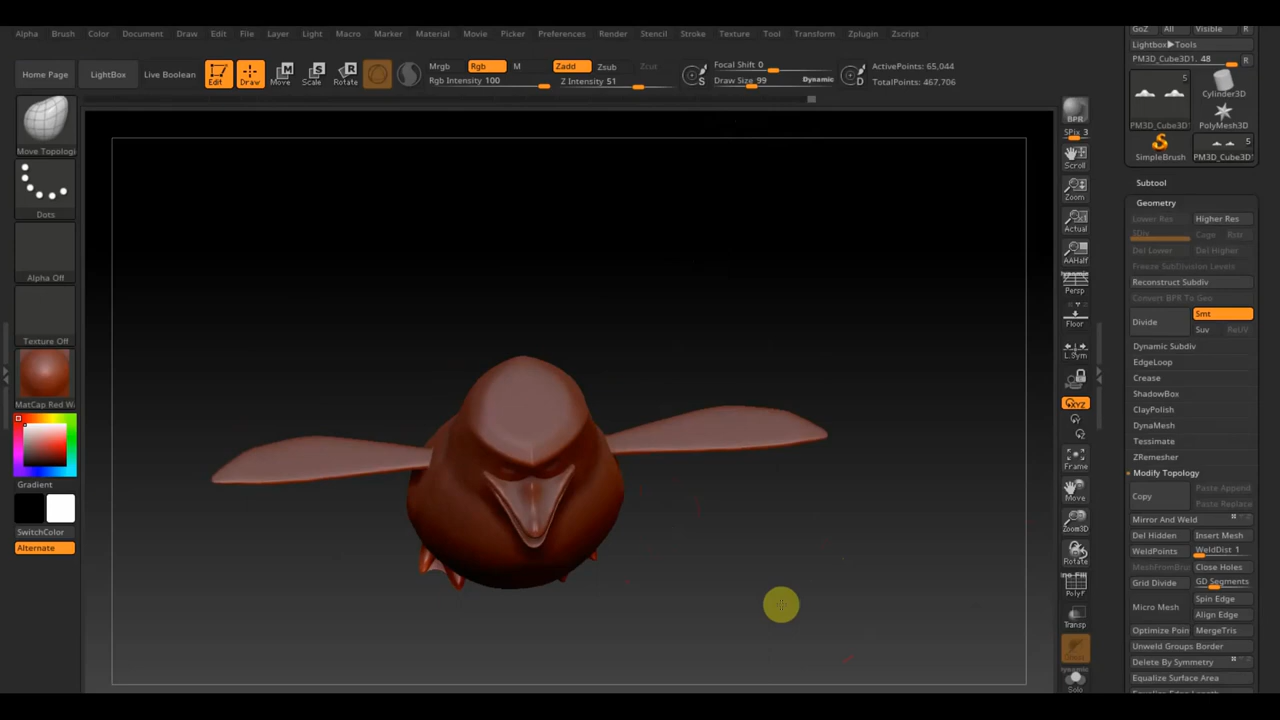 Alpha Brush Color Document Draw Edit File Layer Light Macro Marker Material Movie Picker Preferences Render Stencil Stroke Texture Tool Transform Zplugin Zscript
GoZ All Visible R
Lightbox▶Tools
PM3D_Cube3D1. 48 R
Home Page LightBox Live Boolean Edit Draw Move Scale Rotate
Mrgb Rgb M
Rgb Intensity 100
Zadd Zsub Zcut
Z Intensity 51
S
Focal Shift 0
Draw Size 99 Dynamic
D
ActivePoints: 65,044
TotalPoints: 467,706
5
Cylinder3D
PM3D_Cube3D PolyMesh3D
5
SimpleBrush PM3D_Cube3D
Move Topologi
Dots
Alpha Off
Texture Off
MatCap Red W
Gradient
SwitchColor
Alternate
BPR
SPix 3
Scroll
Zoom
Actual
AAHalf
Dynamic
Persp
Floor
L.Sym
XYZ
Y
Z
Frame
Move
Zoom3D
Rotate
PolyF
Transp
Dynamic
Solo
Subtool
Geometry
Lower Res Higher Res
SDiv Cage Rstr
Del Lower Del Higher
Freeze SubDivision Levels
Reconstruct Subdiv
Convert BPR To Geo
Divide Smt
Suv ReUV
Dynamic Subdiv
EdgeLoop
Crease
ShadowBox
ClayPolish
DynaMesh
Tessimate
ZRemesher
Modify Topology
Copy Paste Append
Paste Replace
Mirror And Weld
Del Hidden Insert Mesh
WeldPoints WeldDist 1
MeshFromBru Close Holes
Grid Divide GD Segments
Micro Mesh Spin Edge
Align Edge
Optimize Poin MergeTris
Unweld Groups Border
Delete By Symmetry
Equalize Surface Area